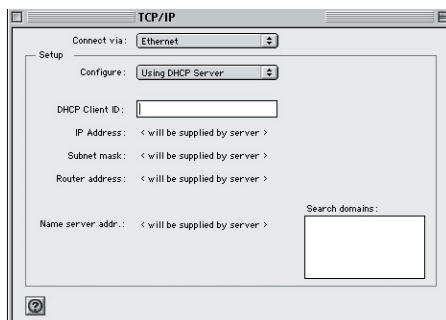 TCP/IP
Connect via: Ethernet
Setup
Configure: Using DHCP Server
DHCP Client ID:
IP Address: < will be supplied by server >
Subnet mask: < will be supplied by server >
Router address: < will be supplied by server >
Search domains:
Name server addr.: < will be supplied by server >
?